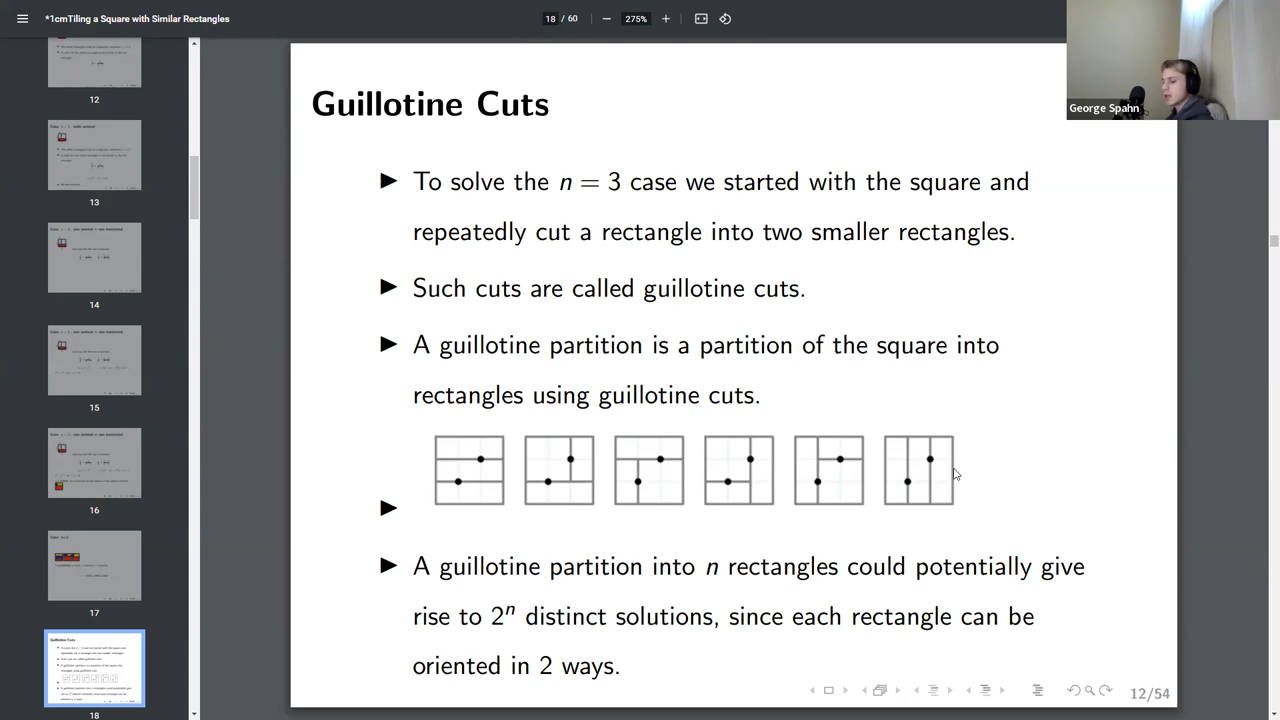 *1cmTiling a Square with Similar Rectangles
18 / 60
275%
George Spahn
12
13
14
15
16
17
18
Guillotine Cuts
▶ To solve the n = 3 case we started with the square and
repeatedly cut a rectangle into two smaller rectangles.
▶ Such cuts are called guillotine cuts.
▶ A guillotine partition is a partition of the square into
rectangles using guillotine cuts.
▶
▶ A guillotine partition into n rectangles could potentially give
rise to 2ⁿ distinct solutions, since each rectangle can be
oriented in 2 ways.
12/54